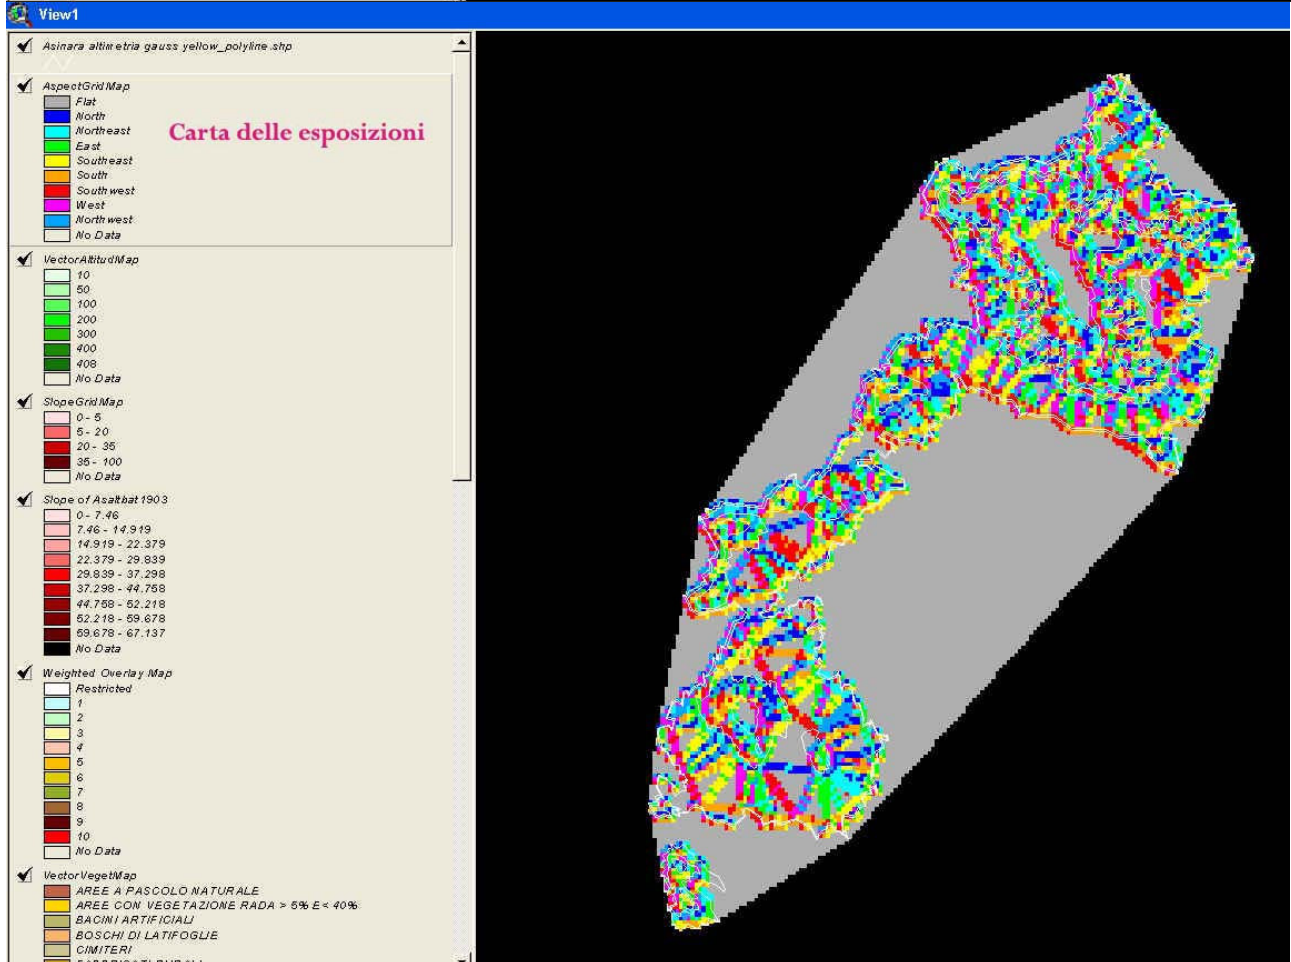 View1
Asinara altimetria gauss yellow_polyline.shp
AspectGridMap
Flat
North
Northeast
East
Southeast
South
Southwest
West
Northwest
No Data
Carta delle esposizioni
VectorAltitudMap
10
50
100
200
300
400
408
No Data
SlopeGridMap
0 - 5
5 - 20
20 - 35
35 - 100
No Data
Slope of Asaltbat1903
0 - 7.46
7.46 - 14.919
14.919 - 22.379
22.379 - 29.839
29.839 - 37.298
37.298 - 44.758
44.758 - 52.218
52.218 - 59.678
59.678 - 67.137
No Data
Weighted Overlay Map
Restricted
1
2
3
4
5
6
7
8
9
10
No Data
VectorVegetMap
AREE A PASCOLO NATURALE
AREE CON VEGETAZIONE RADA > 5% E < 40%
BACINI ARTIFICIALI
BOSCHI DI LATIFOGLIE
CIMITERI